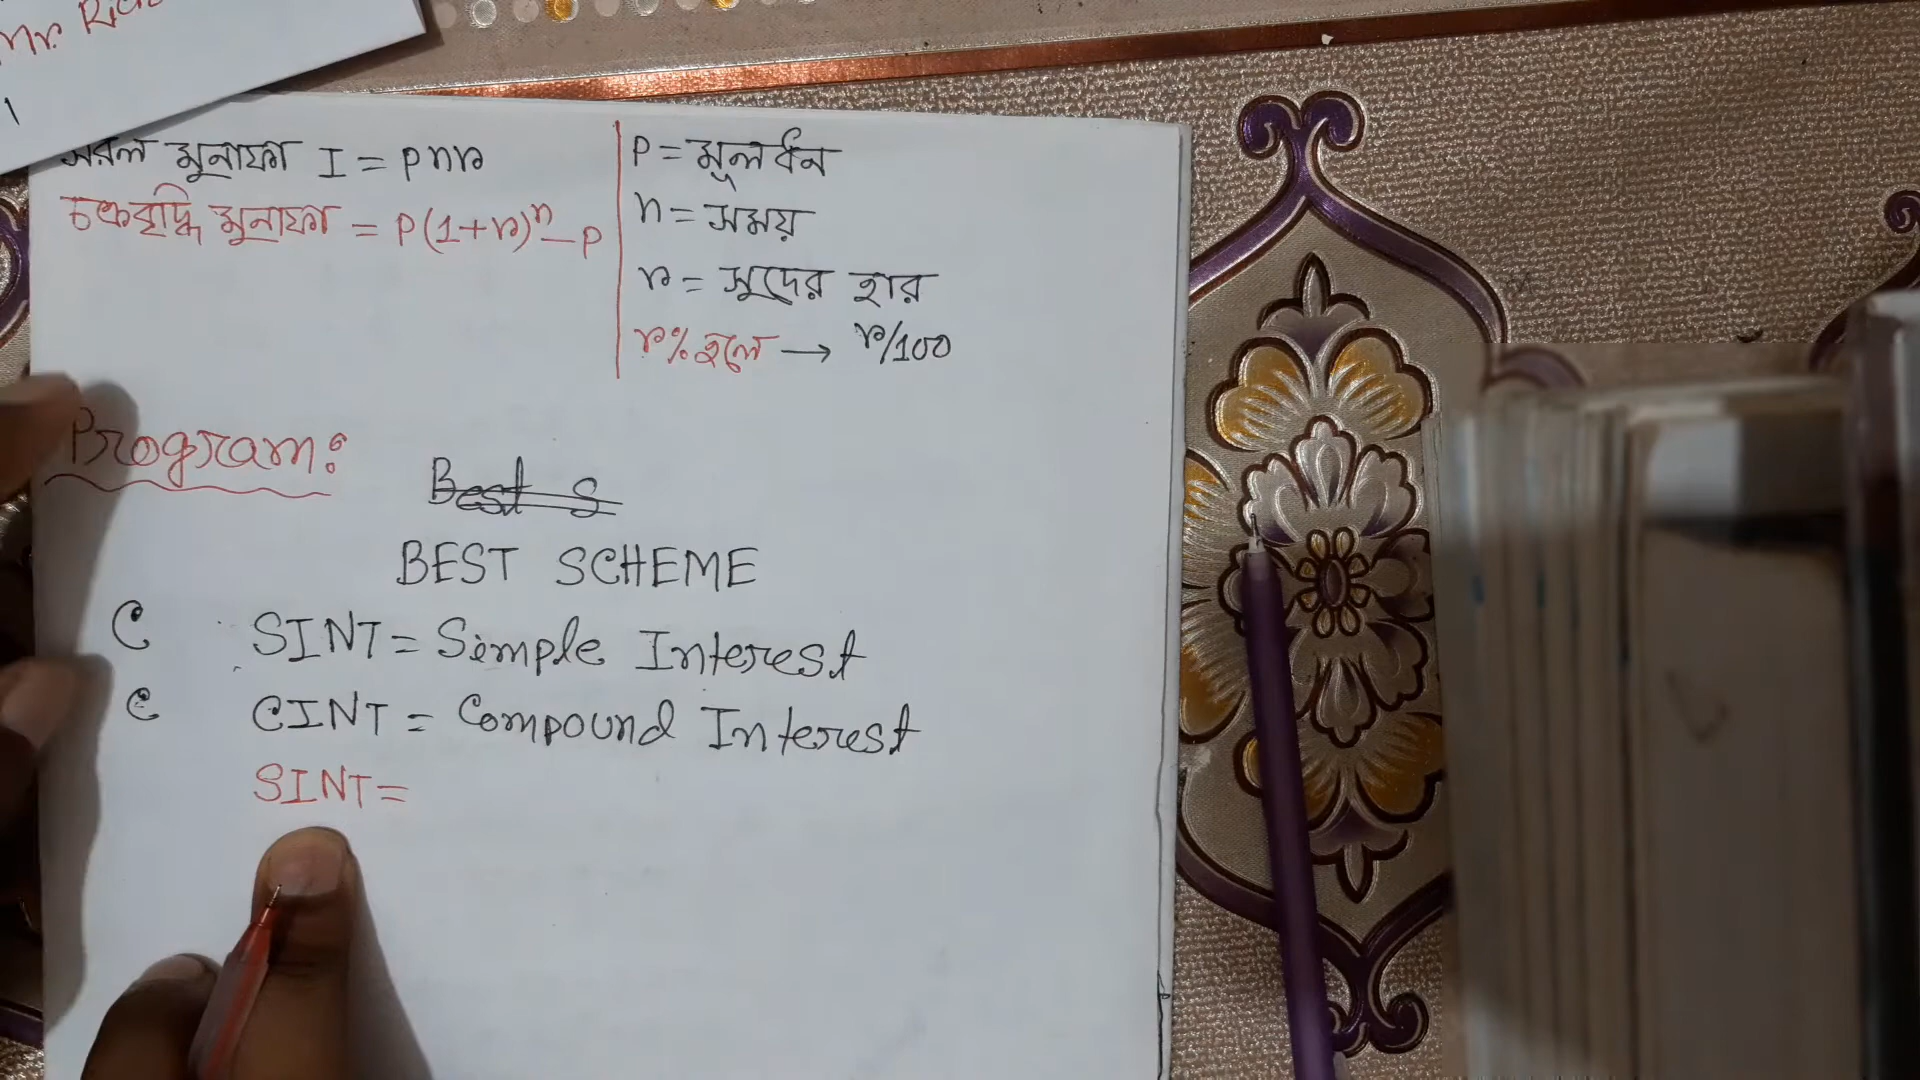 Mr.
সরল মুনাফা I = pnr
চক্রবৃদ্ধি মুনাফা = P(1+r)ⁿ-P
P = মূলধন
n = সময়
r = সুদের হার
r% হলে → r/100
Program:
Best S
BEST SCHEME
C SINT = Simple Interest
C CINT = Compound Interest
SINT =